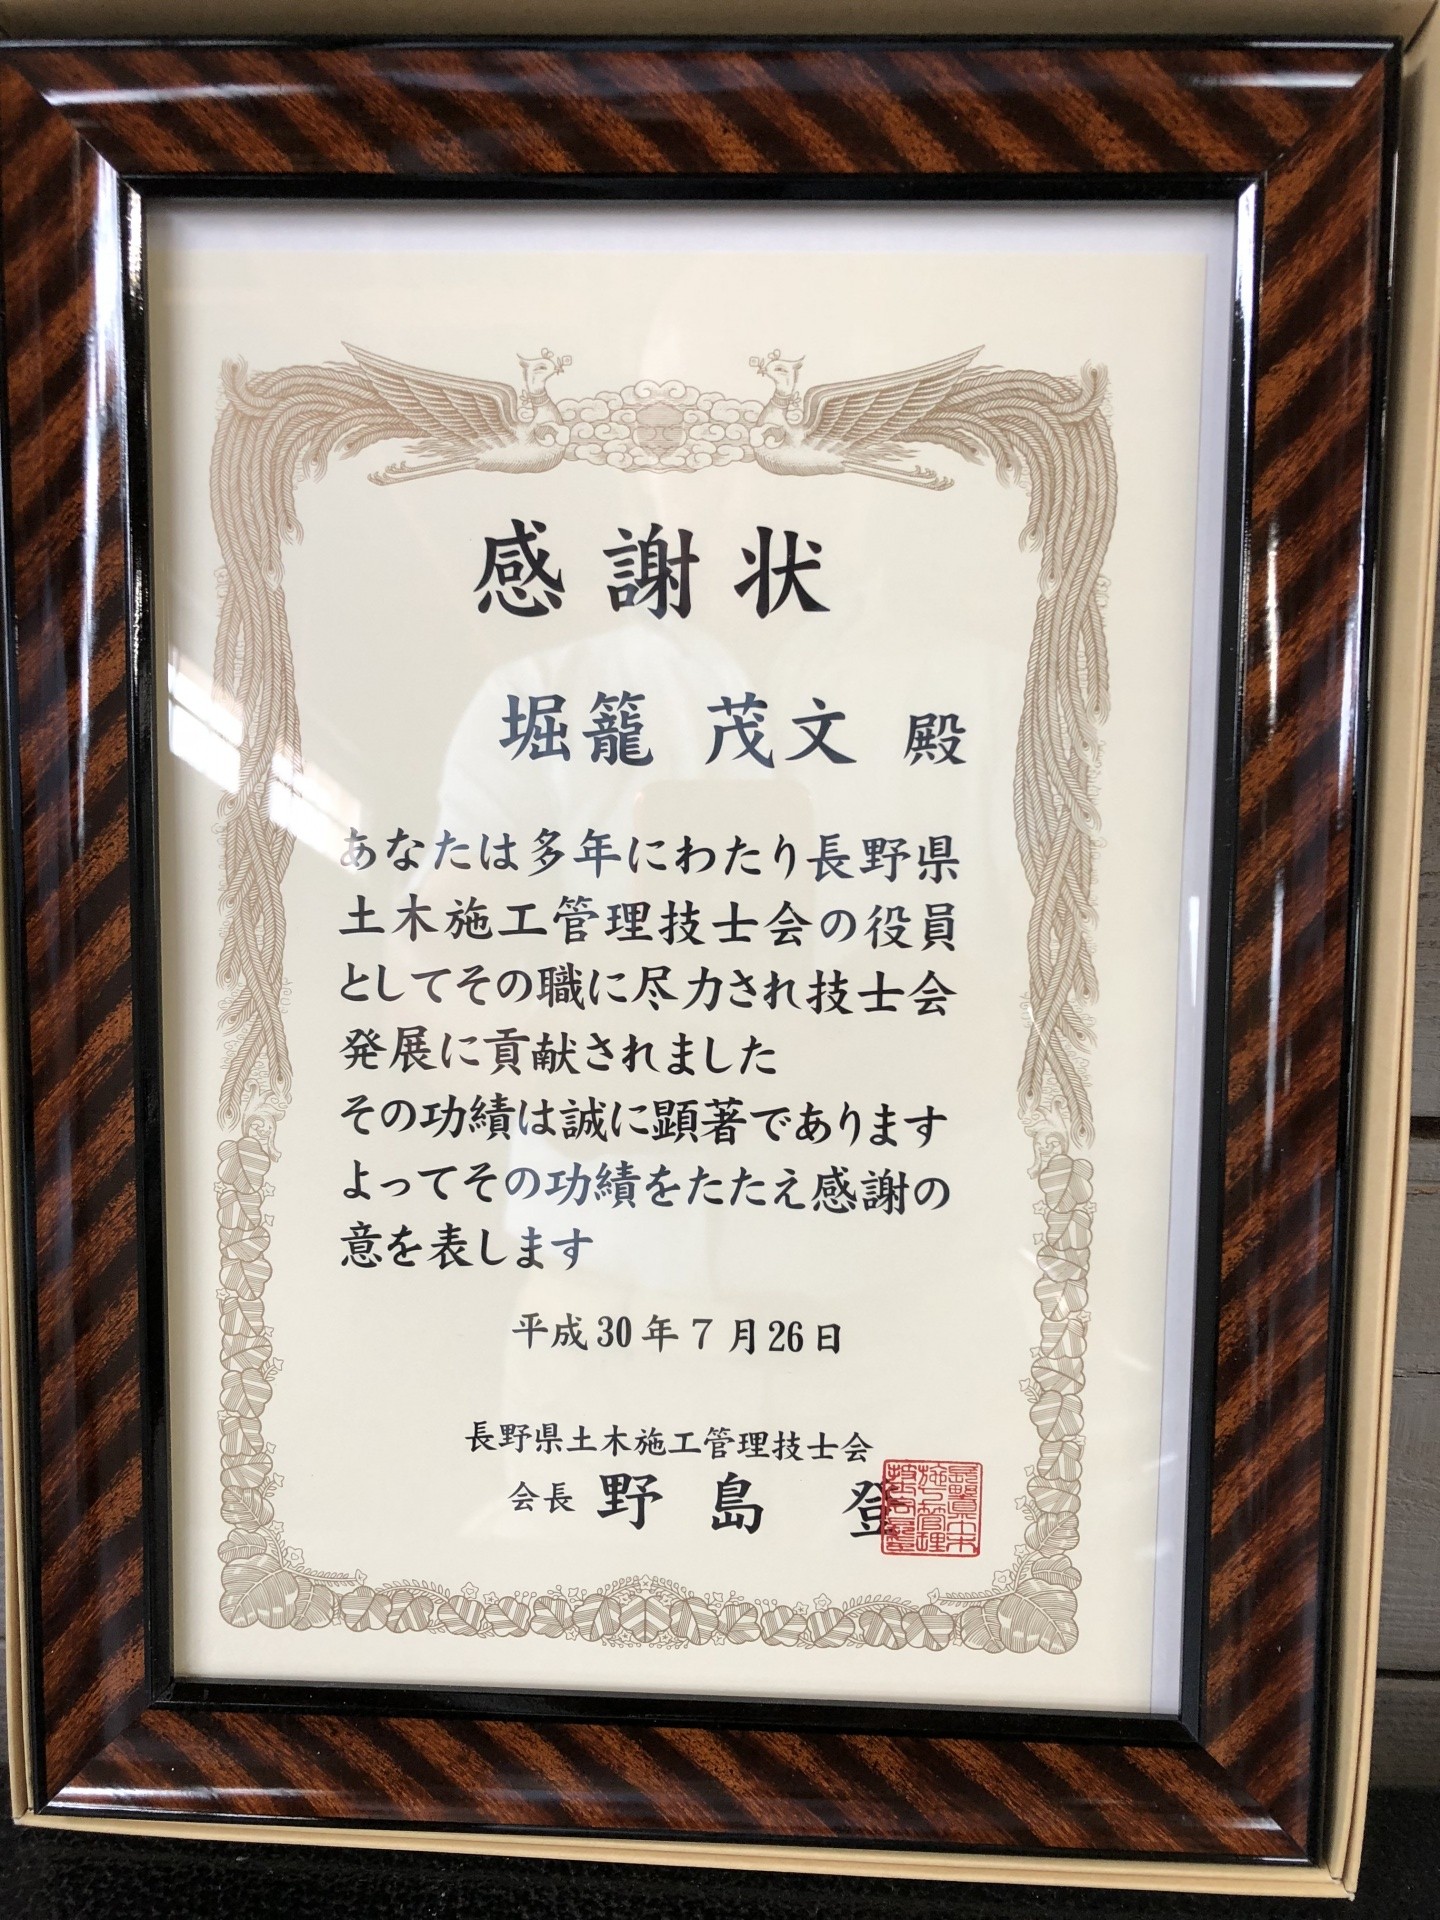 感謝状
堀籠 茂文 殿
あなたは多年にわたり長野県
土木施工管理技士会の役員
としてその職に尽力され技士会
発展に貢献されました
その功績は誠に顕著であります
よってその功績をたたえ感謝の
意を表します
平成30年7月26日
長野県土木施工管理技士会
会長 野島 登